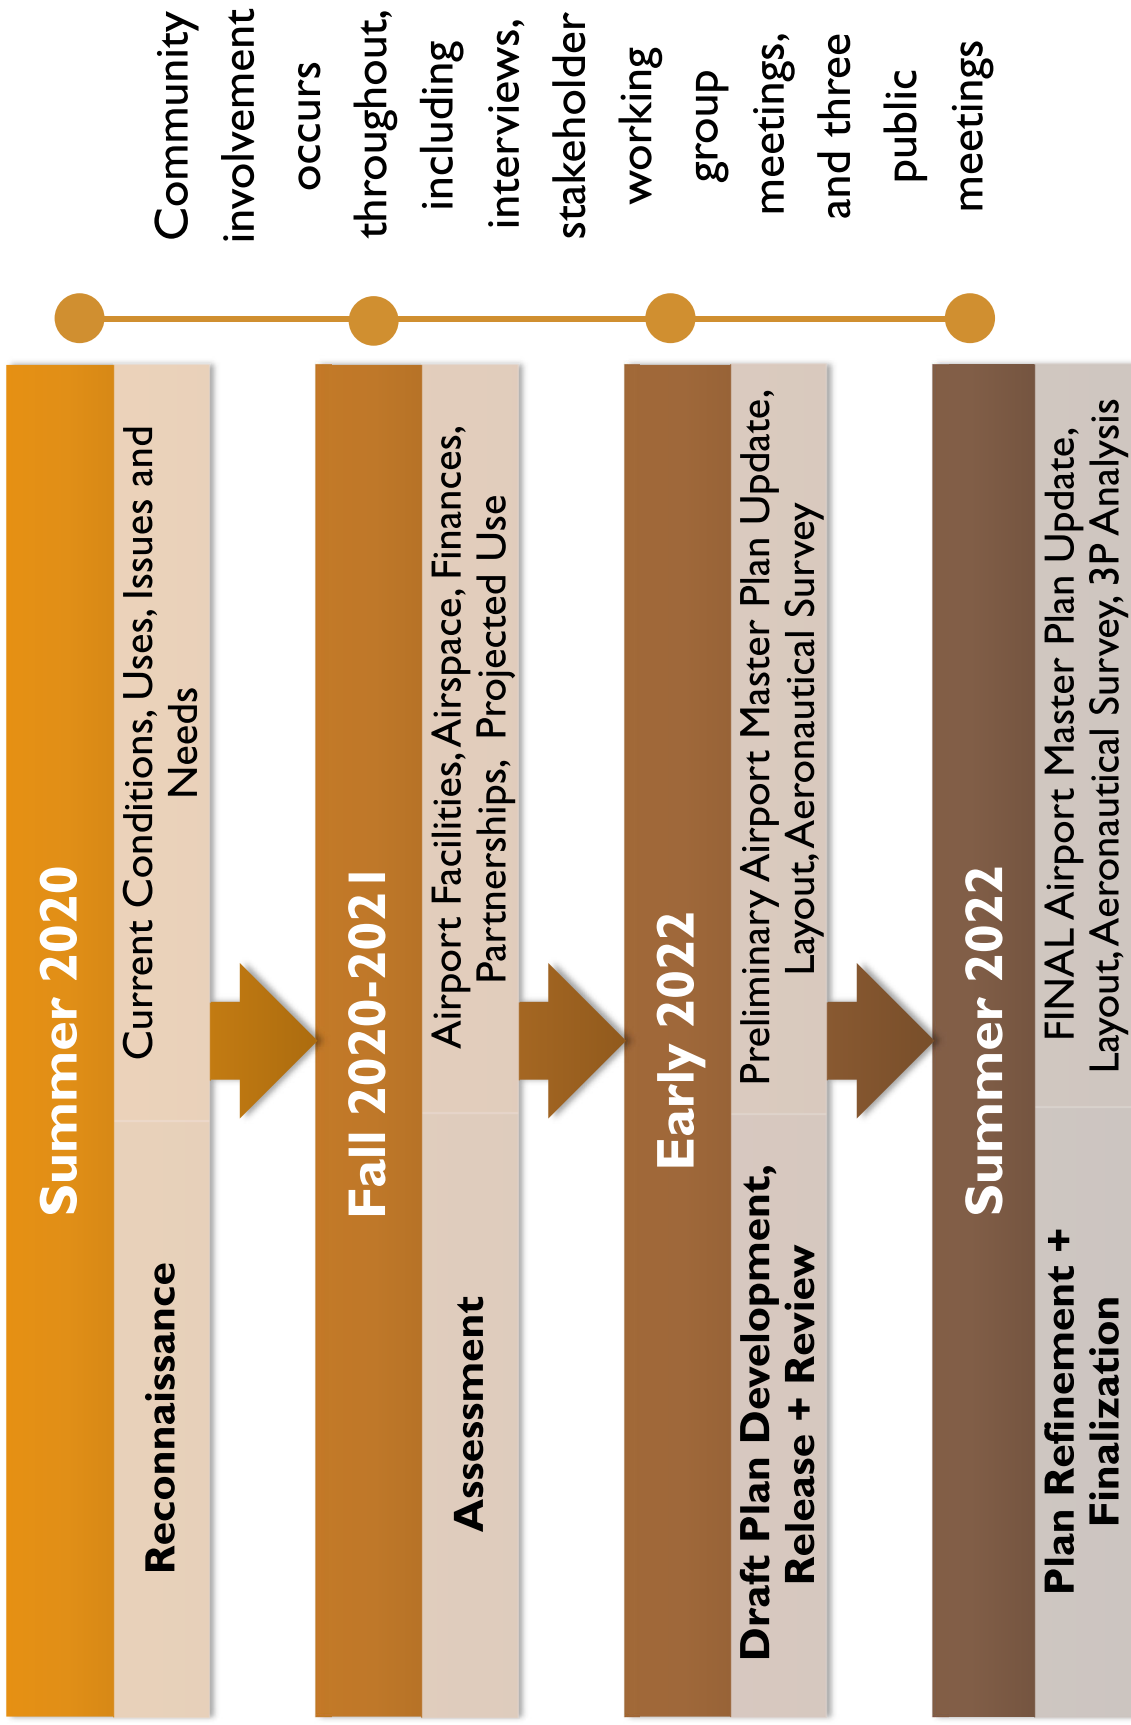 Summer 2020
Reconnaissance
Current Conditions, Uses, Issues and
Needs
Fall 2020-2021
Assessment
Airport Facilities, Airspace, Finances,
Partnerships, Projected Use
Early 2022
Draft Plan Development,
Release + Review
Preliminary Airport Master Plan Update,
Layout, Aeronautical Survey
Summer 2022
Plan Refinement +
Finalization
FINAL Airport Master Plan Update,
Layout, Aeronautical Survey, 3P Analysis
Community
involvement
occurs
throughout,
including
interviews,
stakeholder
working
group
meetings,
and three
public
meetings